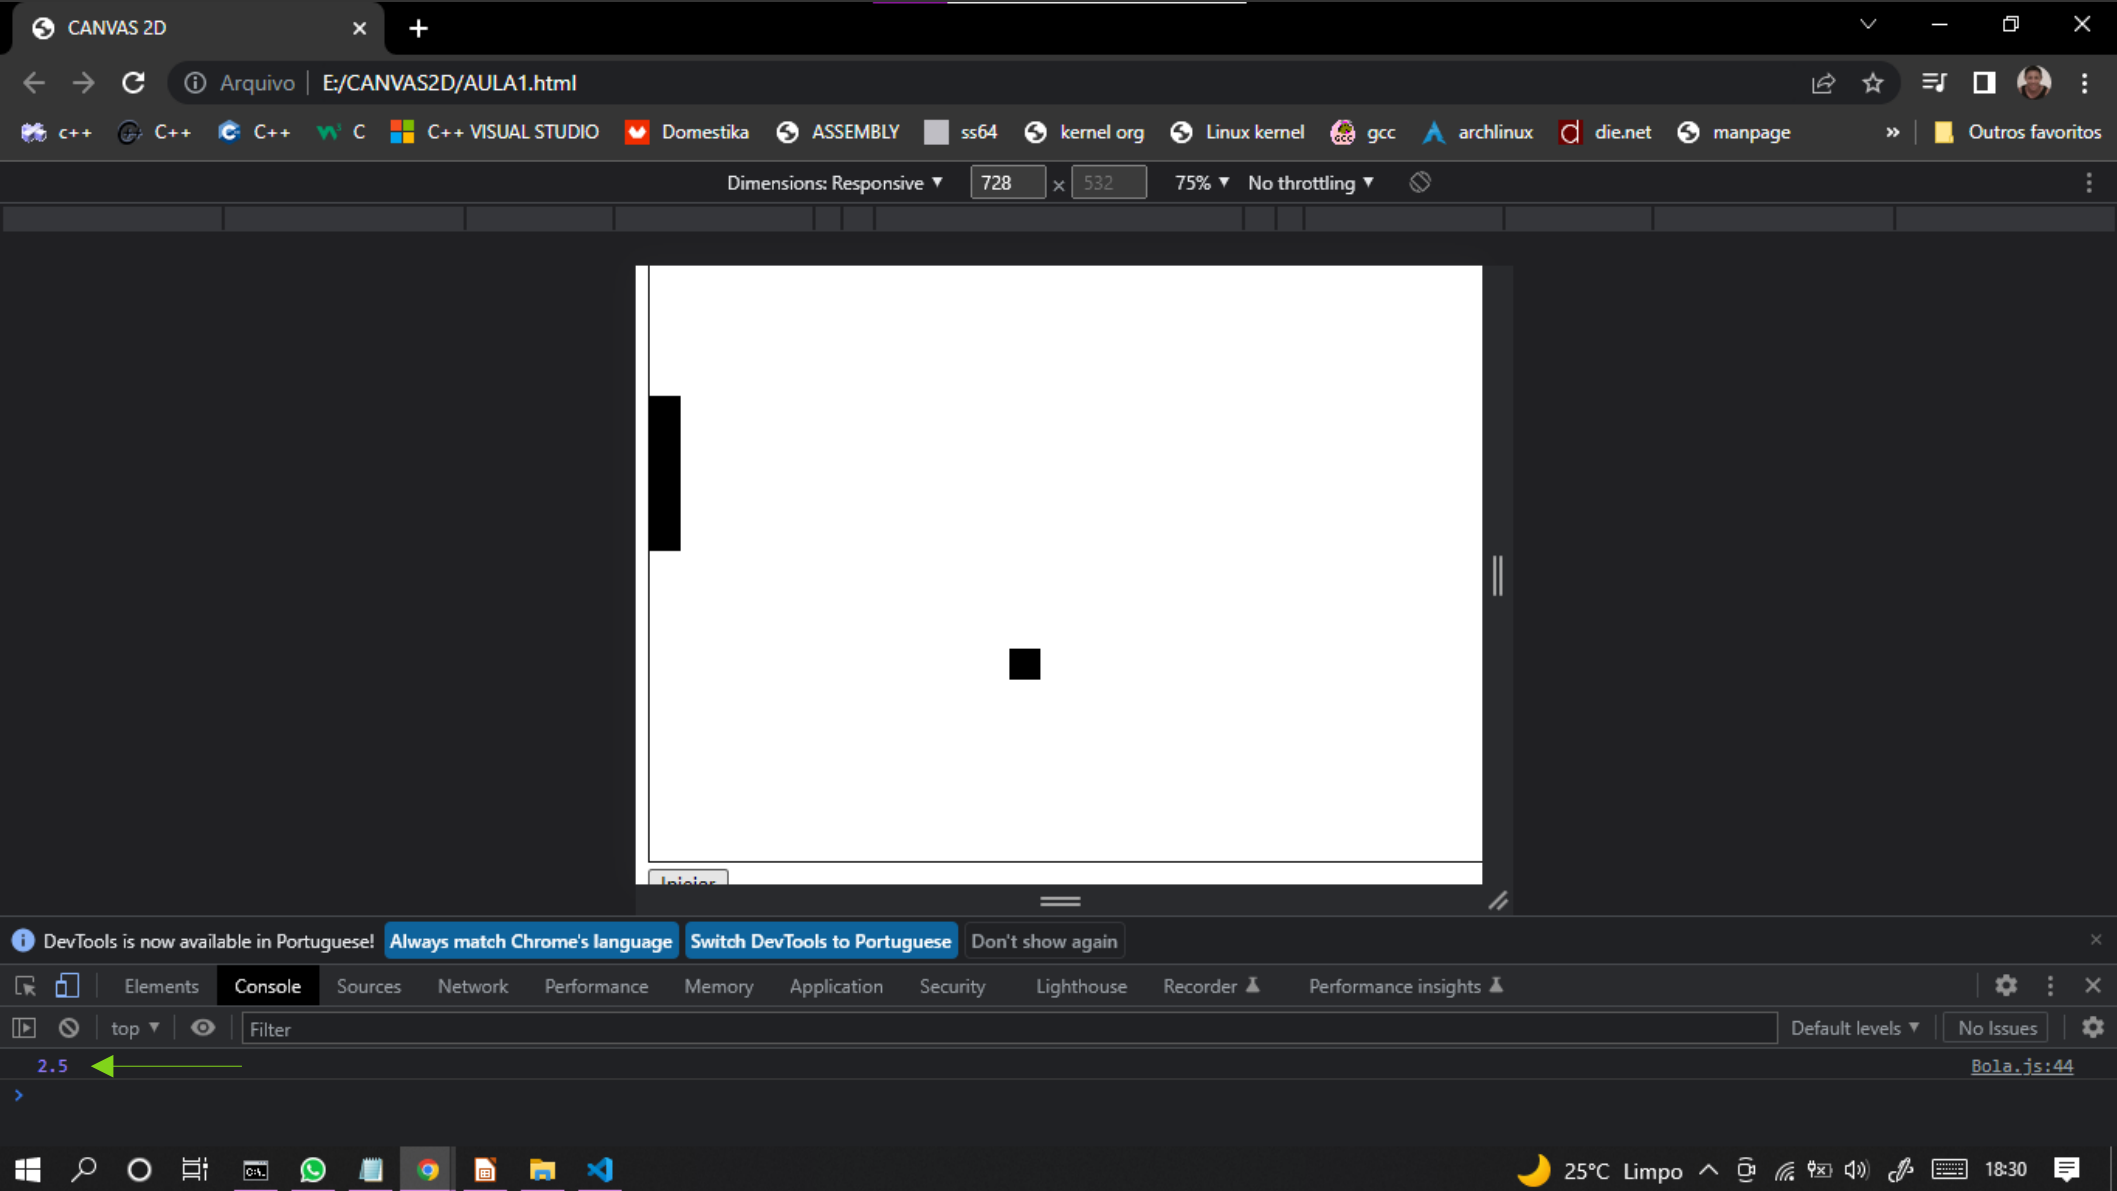 CANVAS 2D
Arquivo E:/CANVAS2D/AULA1.html
c++ C++ C++ C C++ VISUAL STUDIO Domestika ASSEMBLY ss64 kernel org Linux kernel gcc archlinux die.net manpage » Outros favoritos
Dimensions: Responsive 728 × 532 75% No throttling
Iniciar
DevTools is now available in Portuguese! Always match Chrome's language Switch DevTools to Portuguese Don't show again
Elements Console Sources Network Performance Memory Application Security Lighthouse Recorder Performance insights
top Filter Default levels No Issues
2.5 Bola.js:44
25°C Limpo 18:30